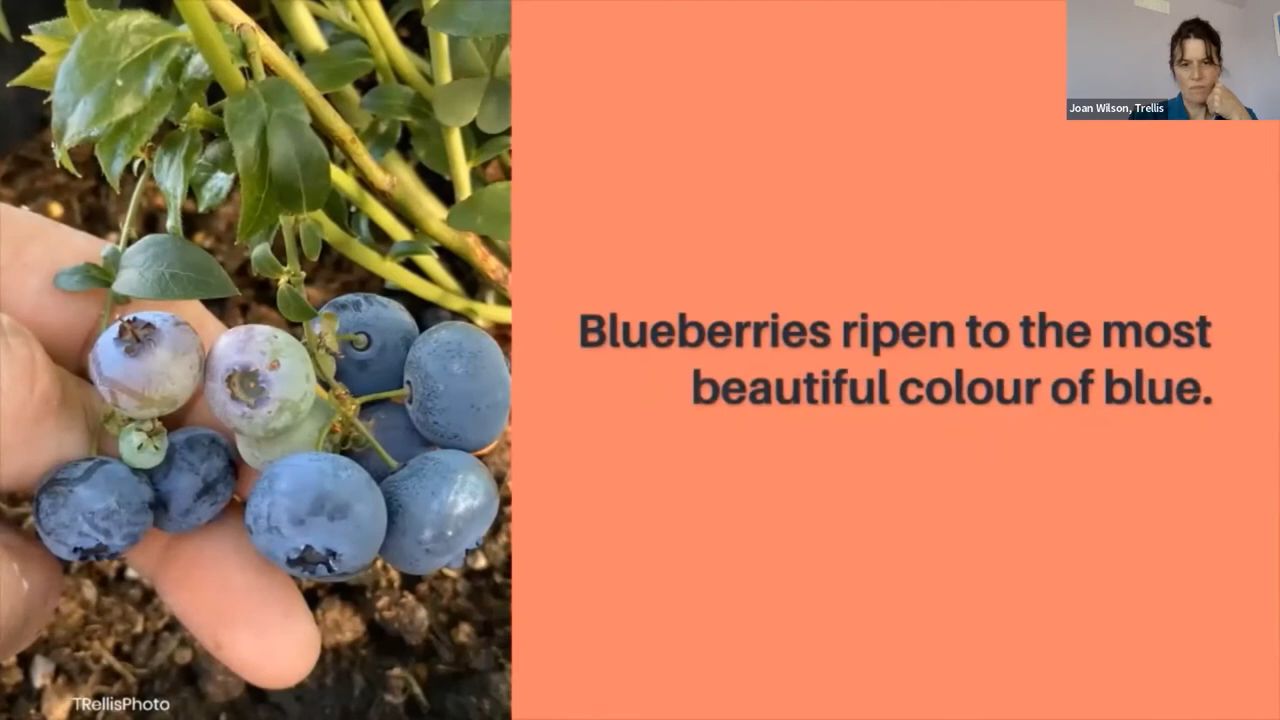 Joan Wilson, Trellis
Blueberries ripen to the most
beautiful colour of blue.
TRellisPhoto